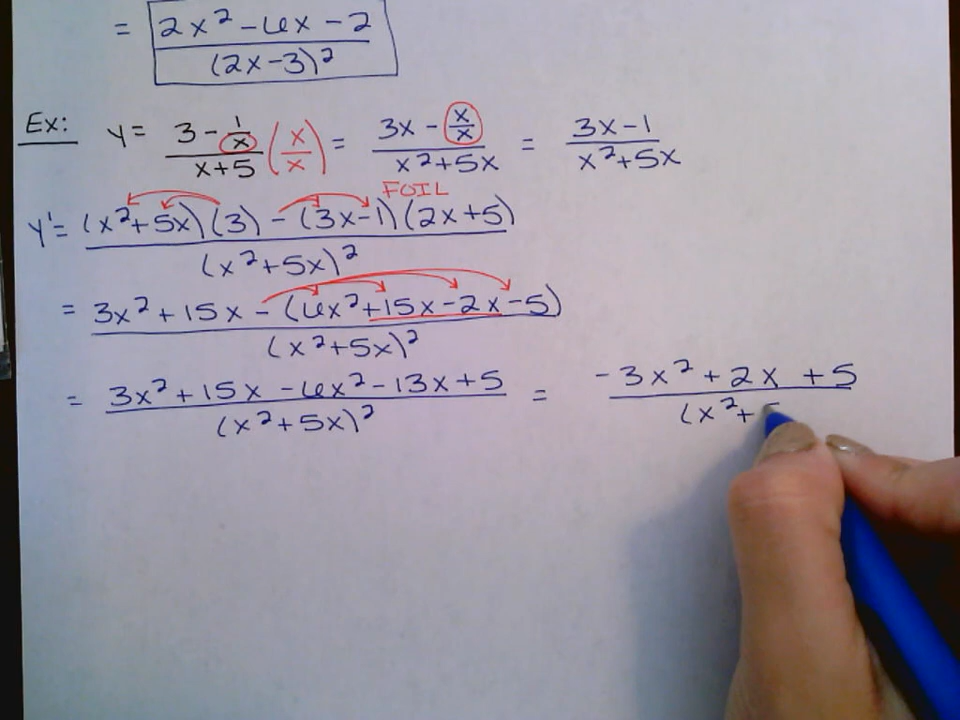 = 2x² - 6x - 2 / (2x-3)²
Ex: y = 3 - 1/x / x+5 (x/x) = 3x - x/x / x²+5x = 3x-1 / x²+5x
FOIL
y' = (x²+5x)(3) - (3x-1)(2x+5) / (x²+5x)²
= 3x² + 15x - (6x²+15x-2x-5) / (x²+5x)²
= 3x² + 15x - 6x² - 13x + 5 / (x²+5x)² = -3x² + 2x + 5 / (x²+5